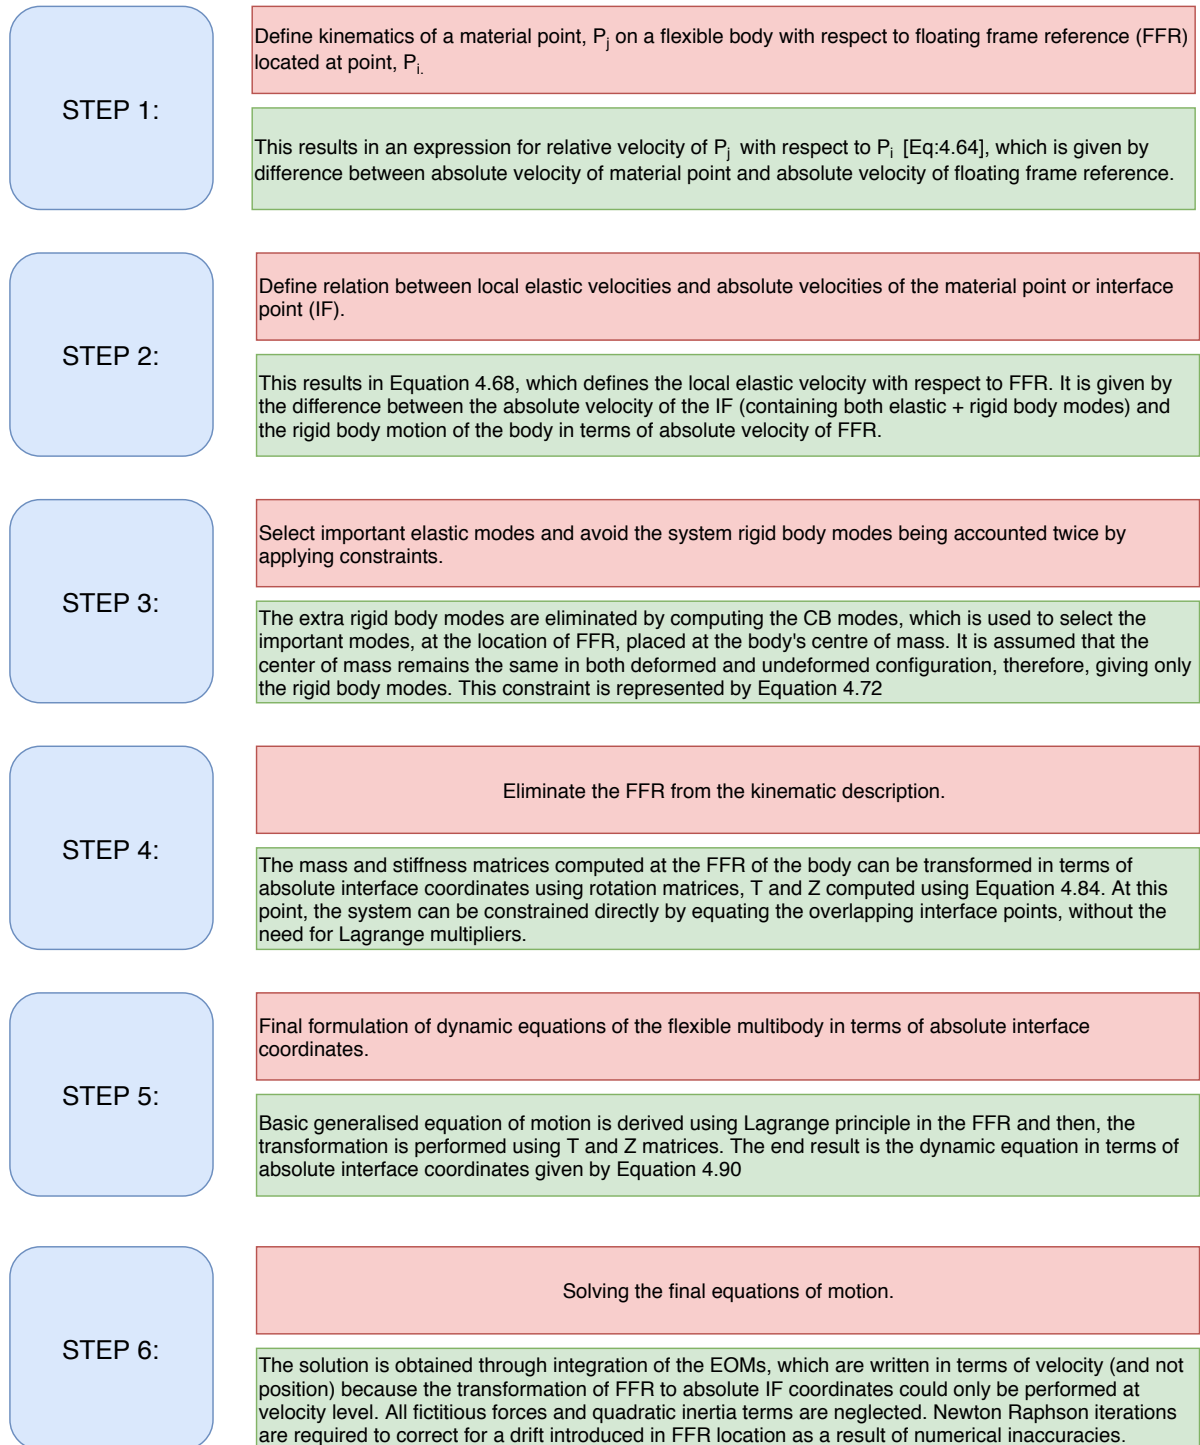 STEP 1:
Define kinematics of a material point, Pj on a flexible body with respect to floating frame reference (FFR)
located at point, Pi.
This results in an expression for relative velocity of Pj with respect to Pi [Eq:4.64], which is given by
difference between absolute velocity of material point and absolute velocity of floating frame reference.
STEP 2:
Define relation between local elastic velocities and absolute velocities of the material point or interface
point (IF).
This results in Equation 4.68, which defines the local elastic velocity with respect to FFR. It is given by
the difference between the absolute velocity of the IF (containing both elastic + rigid body modes) and
the rigid body motion of the body in terms of absolute velocity of FFR.
STEP 3:
Select important elastic modes and avoid the system rigid body modes being accounted twice by
applying constraints.
The extra rigid body modes are eliminated by computing the CB modes, which is used to select the
important modes, at the location of FFR, placed at the body's centre of mass. It is assumed that the
center of mass remains the same in both deformed and undeformed configuration, therefore, giving only
the rigid body modes. This constraint is represented by Equation 4.72
STEP 4:
Eliminate the FFR from the kinematic description.
The mass and stiffness matrices computed at the FFR of the body can be transformed in terms of
absolute interface coordinates using rotation matrices, T and Z computed using Equation 4.84. At this
point, the system can be constrained directly by equating the overlapping interface points, without the
need for Lagrange multipliers.
STEP 5:
Final formulation of dynamic equations of the flexible multibody in terms of absolute interface
coordinates.
Basic generalised equation of motion is derived using Lagrange principle in the FFR and then, the
transformation is performed using T and Z matrices. The end result is the dynamic equation in terms of
absolute interface coordinates given by Equation 4.90
STEP 6:
Solving the final equations of motion.
The solution is obtained through integration of the EOMs, which are written in terms of velocity (and not
position) because the transformation of FFR to absolute IF coordinates could only be performed at
velocity level. All fictitious forces and quadratic inertia terms are neglected. Newton Raphson iterations
are required to correct for a drift introduced in FFR location as a result of numerical inaccuracies.